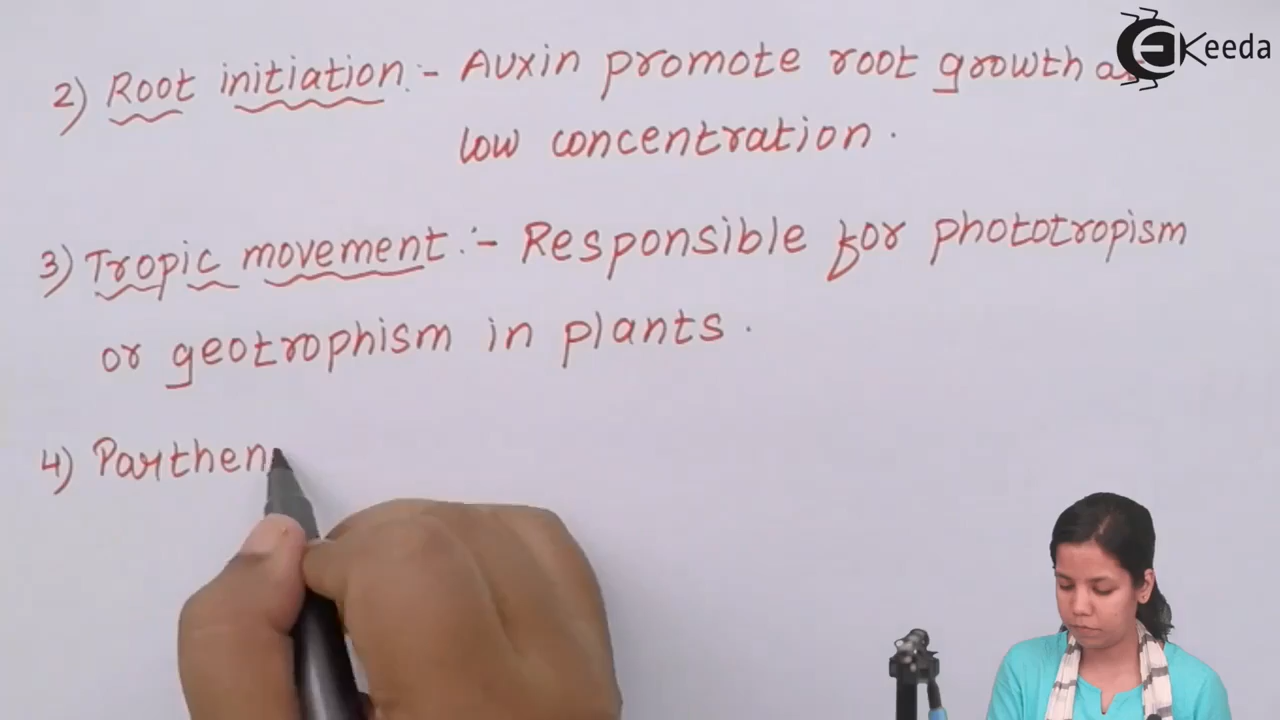 Keeda
2) Root initiation :- Auxin promote root growth at
low concentration.
3) Tropic movement :- Responsible for phototropism
or geotrophism in plants.
4) Parthen